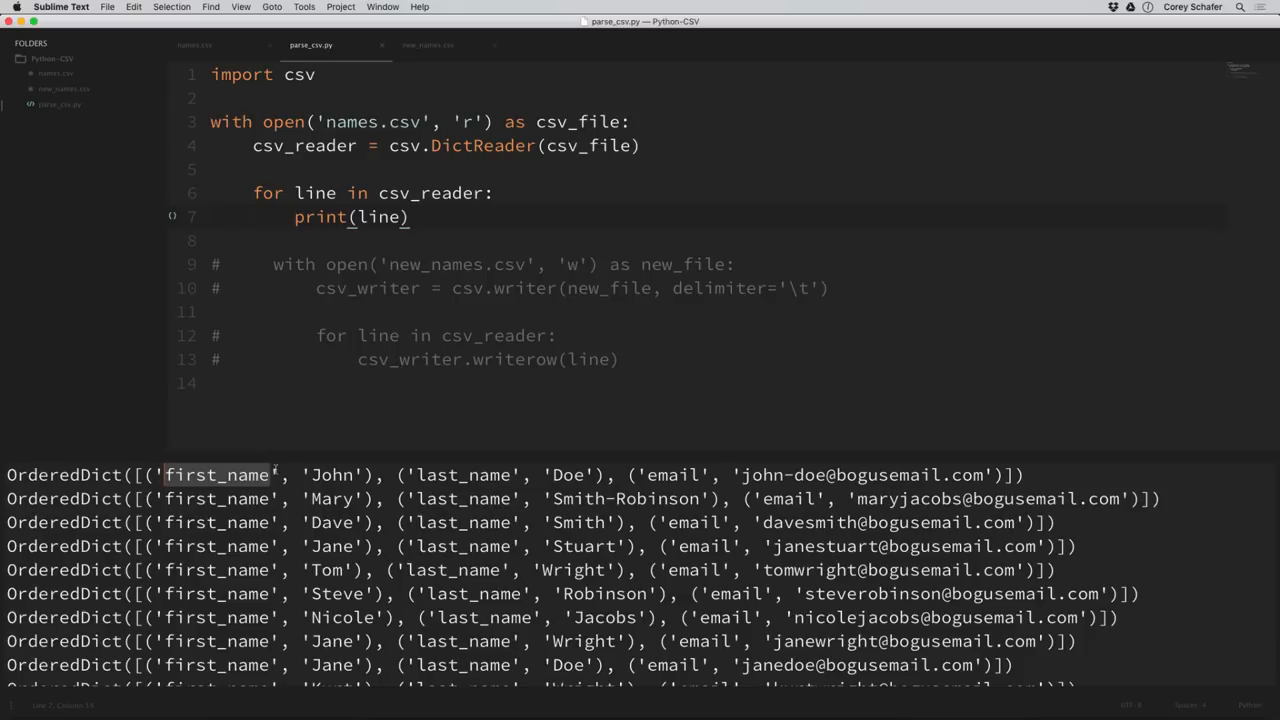 Sublime Text File Edit Selection Find View Goto Tools Project Window Help Corey Schafer
parse_csv.py — Python-CSV
FOLDERS
Python-CSV
names.csv
new_names.csv
parse_csv.py
names.csv parse_csv.py new_names.csv
1 import csv
2
3 with open('names.csv', 'r') as csv_file:
4 csv_reader = csv.DictReader(csv_file)
5
6 for line in csv_reader:
7 print(line)
8
9 # with open('new_names.csv', 'w') as new_file:
10 # csv_writer = csv.writer(new_file, delimiter='\t')
11
12 # for line in csv_reader:
13 # csv_writer.writerow(line)
14
OrderedDict([('first_name', 'John'), ('last_name', 'Doe'), ('email', 'john-doe@bogusemail.com')])
OrderedDict([('first_name', 'Mary'), ('last_name', 'Smith-Robinson'), ('email', 'maryjacobs@bogusemail.com')])
OrderedDict([('first_name', 'Dave'), ('last_name', 'Smith'), ('email', 'davesmith@bogusemail.com')])
OrderedDict([('first_name', 'Jane'), ('last_name', 'Stuart'), ('email', 'janestuart@bogusemail.com')])
OrderedDict([('first_name', 'Tom'), ('last_name', 'Wright'), ('email', 'tomwright@bogusemail.com')])
OrderedDict([('first_name', 'Steve'), ('last_name', 'Robinson'), ('email', 'steverobinson@bogusemail.com')])
OrderedDict([('first_name', 'Nicole'), ('last_name', 'Jacobs'), ('email', 'nicolejacobs@bogusemail.com')])
OrderedDict([('first_name', 'Jane'), ('last_name', 'Wright'), ('email', 'janewright@bogusemail.com')])
OrderedDict([('first_name', 'Jane'), ('last_name', 'Doe'), ('email', 'janedoe@bogusemail.com')])
UTF-8 Spaces: 4 Python